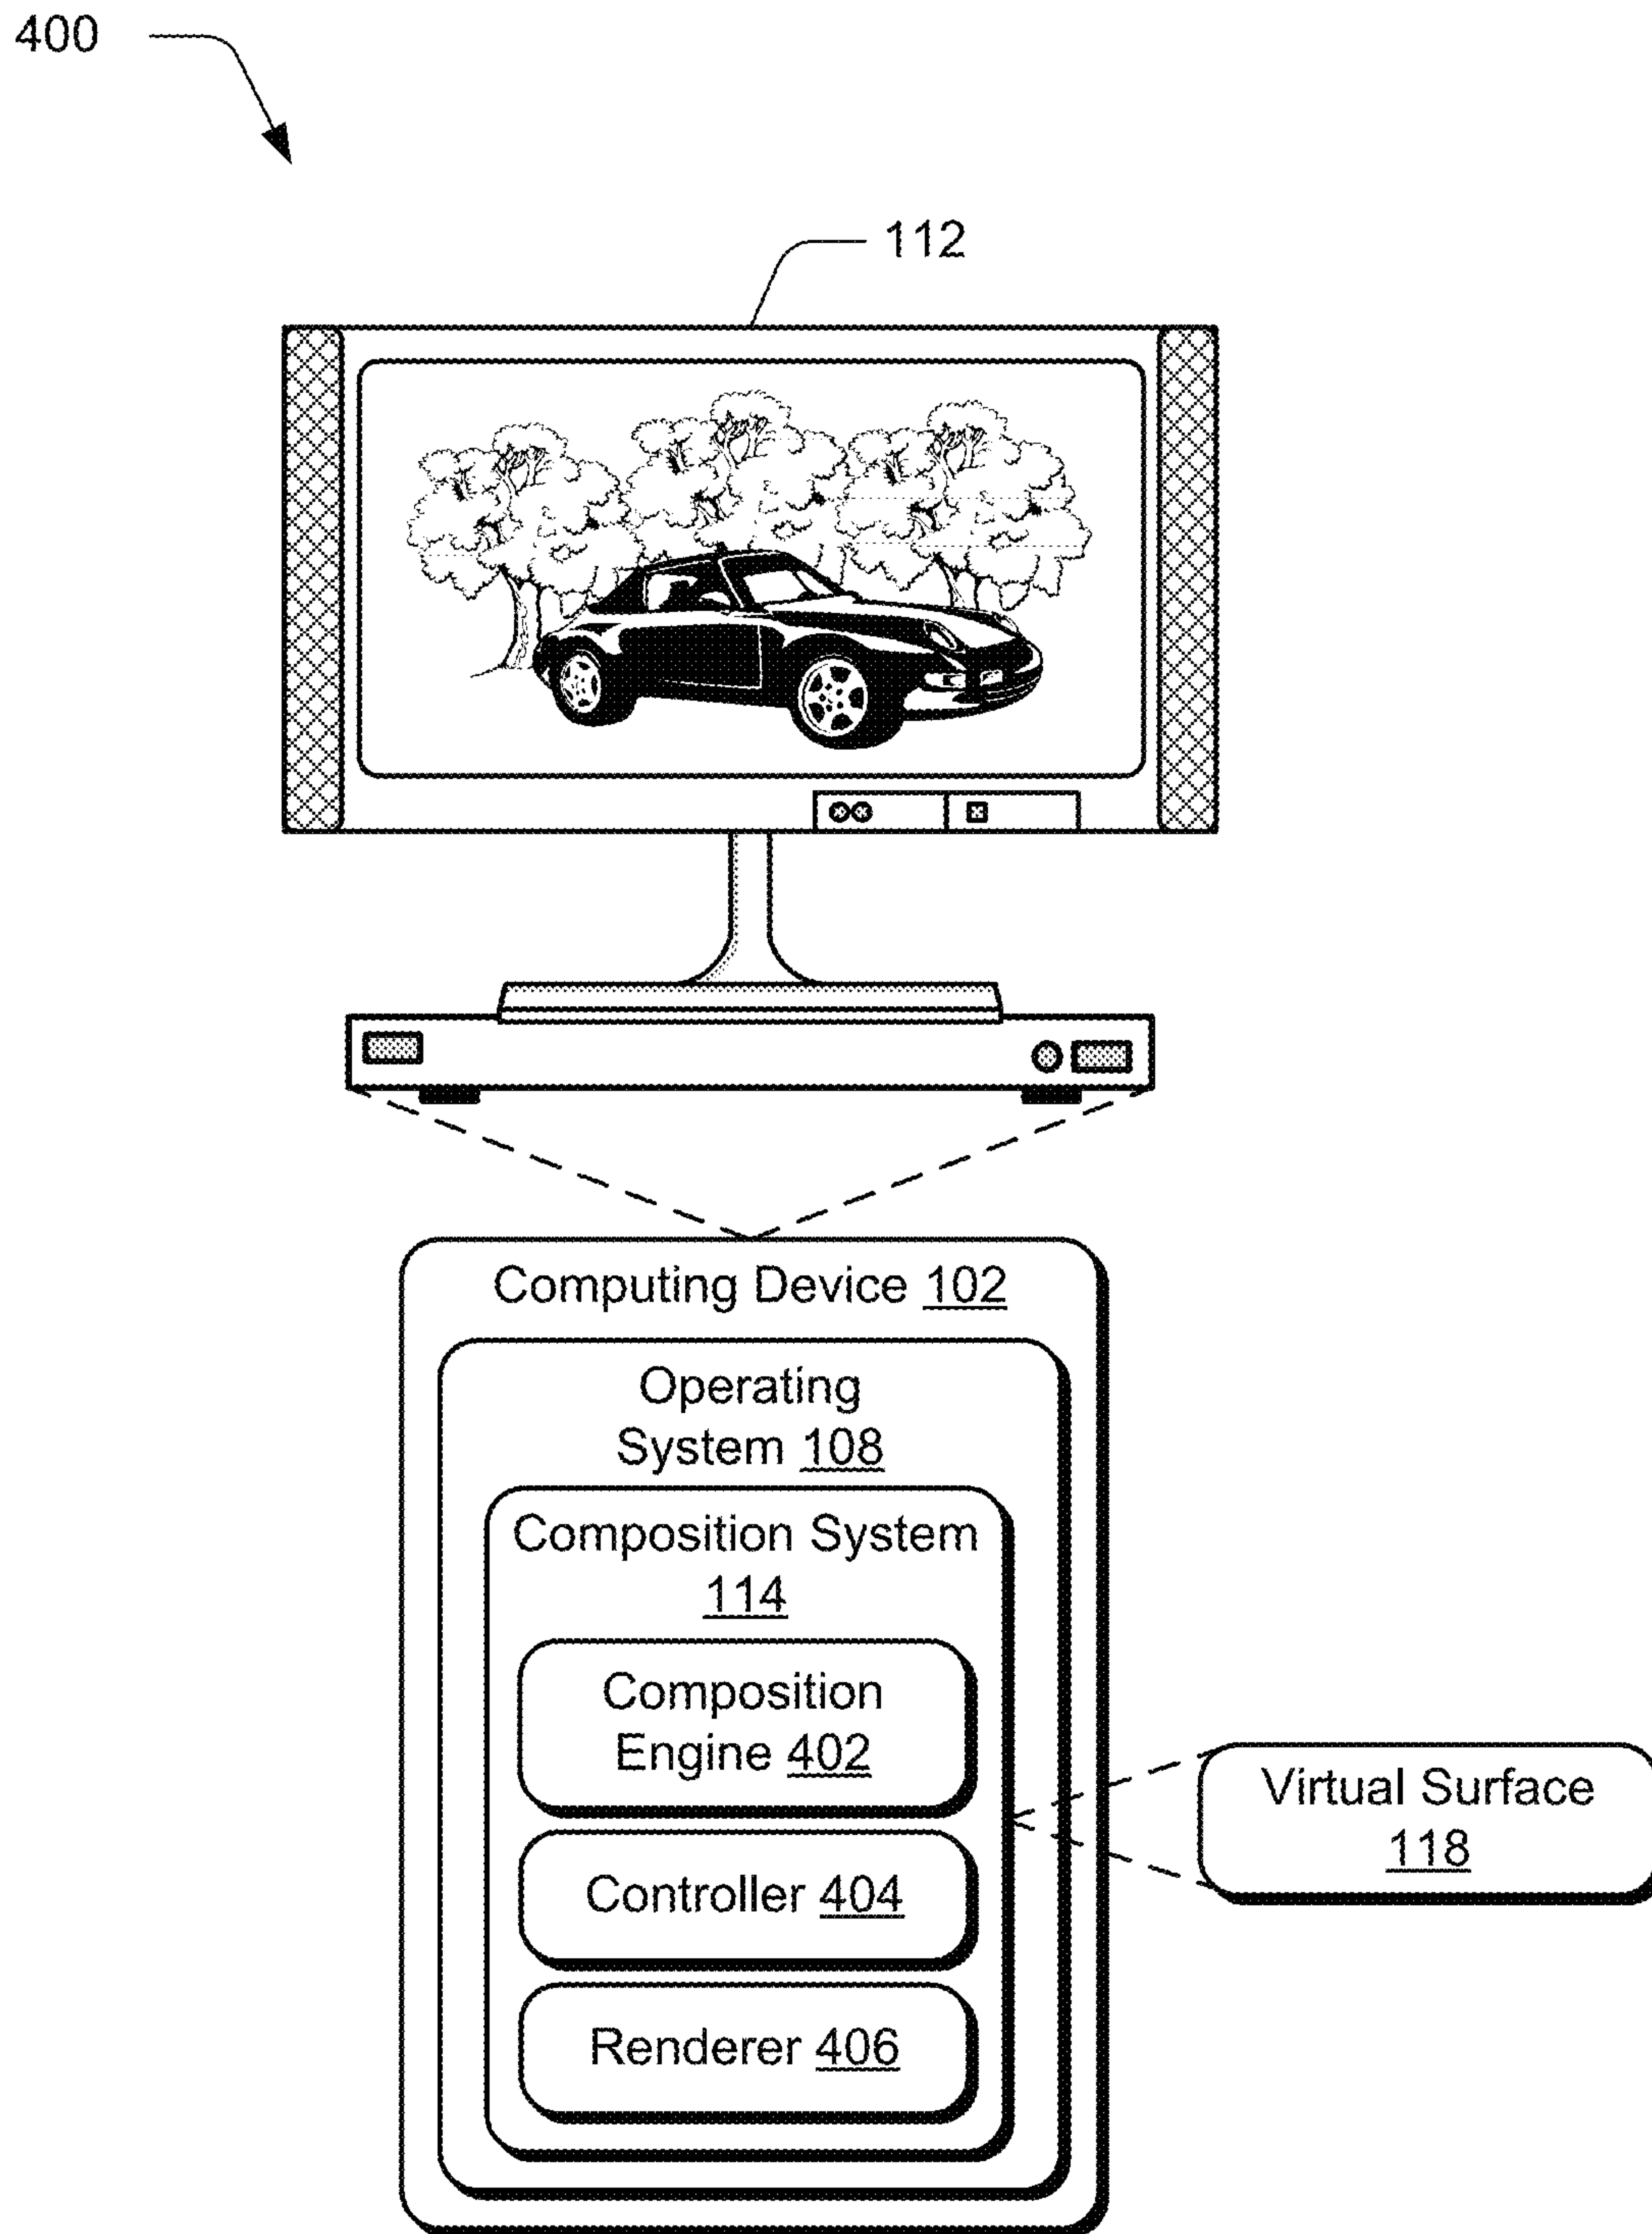 400
112
Computing Device 102
Operating
System 108
Composition System
114
Composition
Engine 402
Controller 404
Renderer 406
Virtual Surface
118